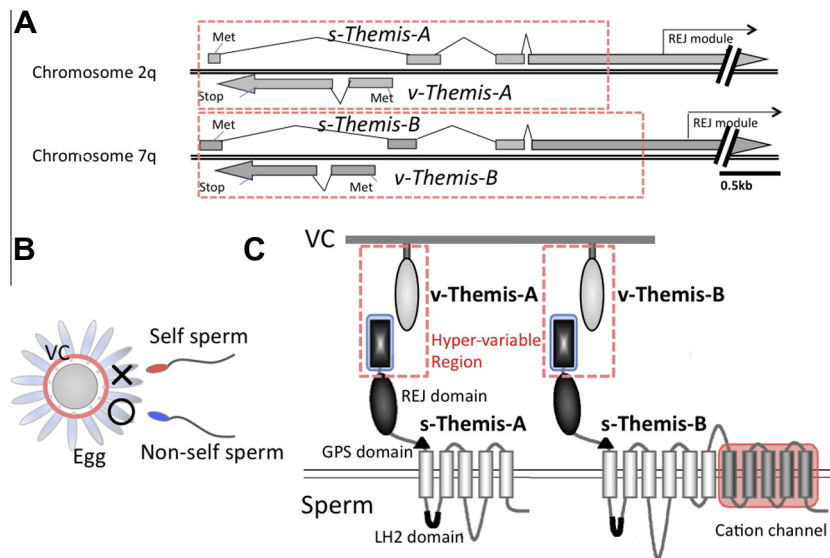 A
Met
s-Themis-A
REJ module
Chromosome 2q
Stop
Met
v-Themis-A
Met
s-Themis-B
REJ module
Chromosome 7q
Stop
Met
v-Themis-B
0.5kb
B
VC
Self sperm
Egg
Non-self sperm
C
VC
v-Themis-A
v-Themis-B
Hyper-variable
Region
REJ domain
s-Themis-A
s-Themis-B
GPS domain
Sperm
LH2 domain
Cation channel